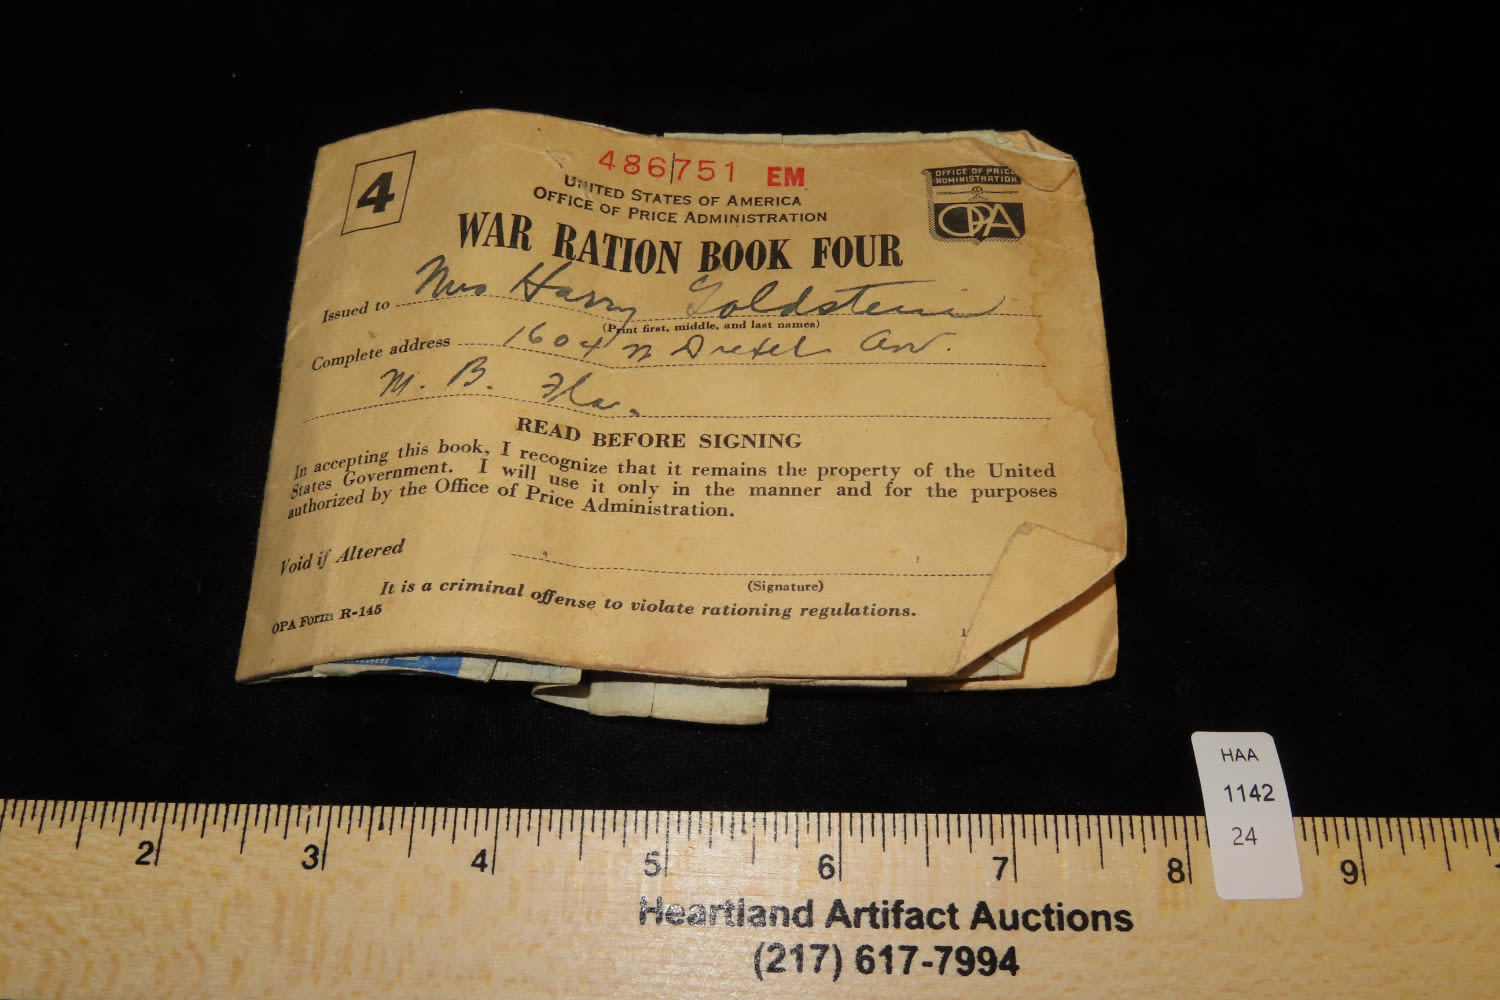 4
486751 EM
UNITED STATES OF AMERICA
OFFICE OF PRICE ADMINISTRATION
OFFICE OF PRICE
ADMINISTRATION
OPA
WAR RATION BOOK FOUR
Issued to Mrs Harry Goldstein
(Print first, middle, and last names)
Complete address 1604 N Drexel Av.
M. B. Fla.
READ BEFORE SIGNING
In accepting this book, I recognize that it remains the property of the United
States Government. I will use it only in the manner and for the purposes
authorized by the Office of Price Administration.
Void if Altered
(Signature)
It is a criminal offense to violate rationing regulations.
OPA Form R-145
1
HAA
1142
24
2 3 4 5 6 7 8 9
Heartland Artifact Auctions
(217) 617-7994